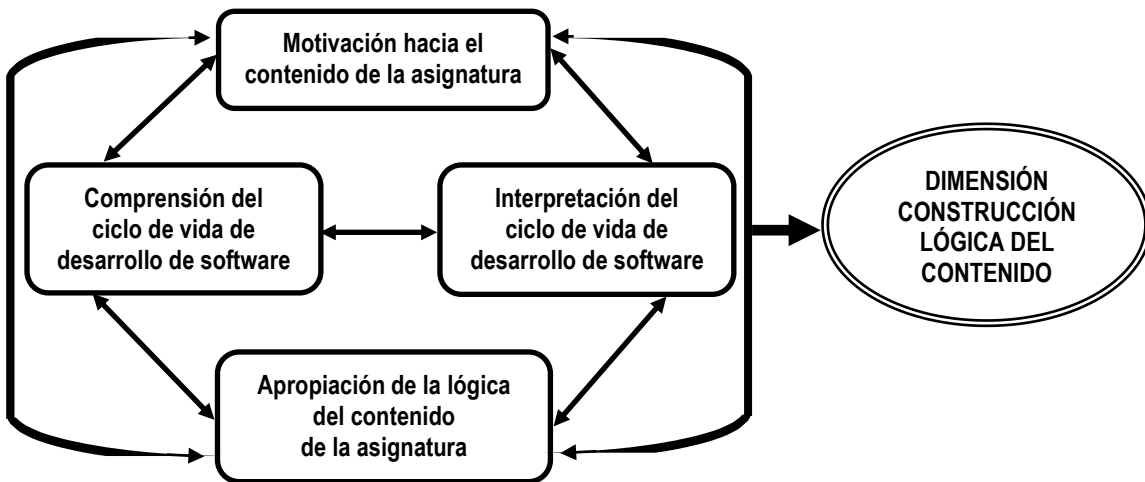 Motivación hacia el
contenido de la asignatura
Comprensión del
ciclo de vida de
desarrollo de software
Interpretación del
ciclo de vida de
desarrollo de software
Apropiación de la lógica
del contenido
de la asignatura
DIMENSIÓN
CONSTRUCCIÓN
LÓGICA DEL
CONTENIDO